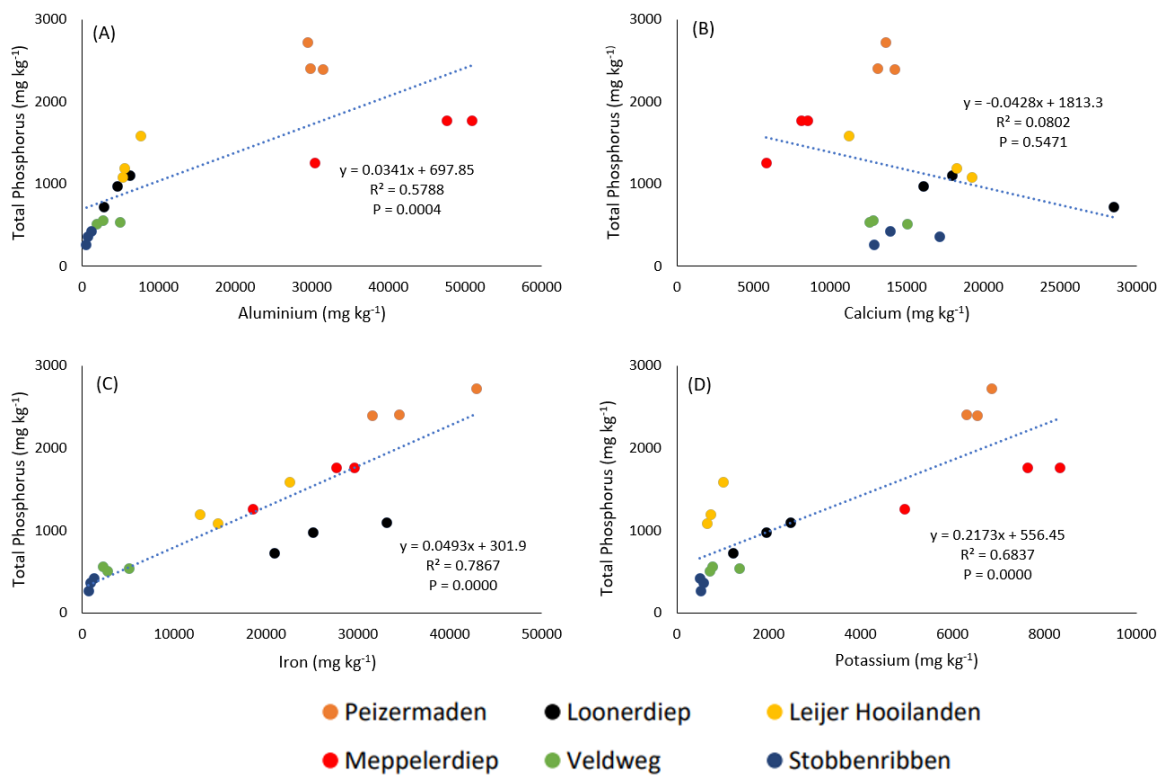 (A)
Total Phosphorus (mg kg⁻¹)
3000
2000
1000
0
y = 0.0341x + 697.85
R² = 0.5788
P = 0.0004
0 10000 20000 30000 40000 50000 60000
Aluminium (mg kg⁻¹)
(B)
Total Phosphorus (mg kg⁻¹⁾
3000
2000
1000
0
y = -0.0428x + 1813.3
R² = 0.0802
P = 0.5471
0 5000 10000 15000 20000 25000 30000
Calcium (mg kg⁻¹)
(C)
Total Phosphorus (mg kg⁻¹)
3000
2000
1000
0
y = 0.0493x + 301.9
R² = 0.7867
P = 0.0000
0 10000 20000 30000 40000 50000
Iron (mg kg⁻¹)
(D)
Total Phosphorus (mg kg⁻¹)
3000
2000
1000
0
y = 0.2173x + 556.45
R² = 0.6837
P = 0.0000
0 2000 4000 6000 8000 10000
Potassium (mg kg⁻¹)
Peizermaden Loonerdiep Leijer Hooilanden
Meppelerdiep Veldweg Stobbenribben